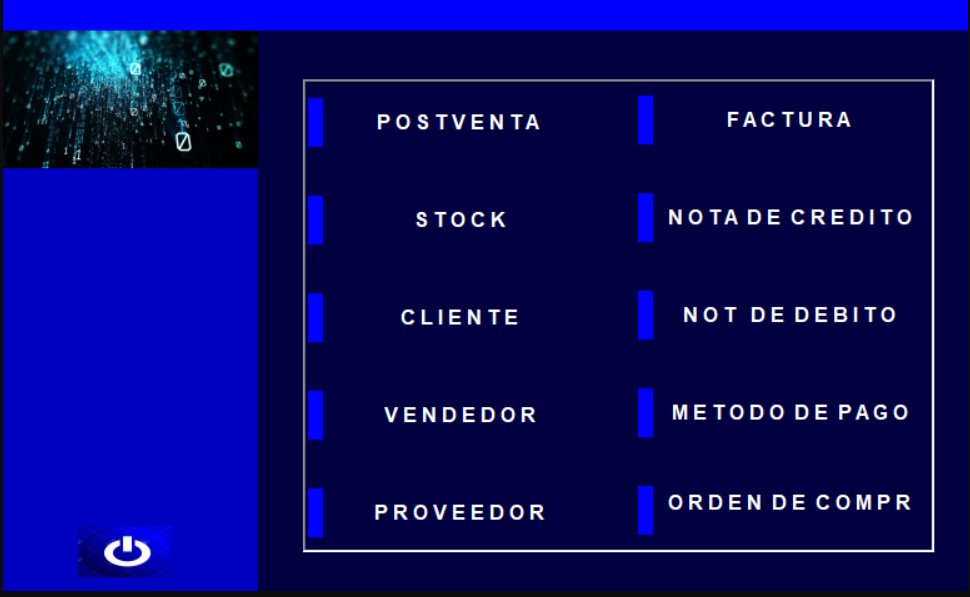 POSTVENTA
FACTURA
STOCK
NOTA DE CREDITO
CLIENTE
NOT DE DEBITO
VENDEDOR
METODO DE PAGO
PROVEEDOR
ORDEN DE COMPR